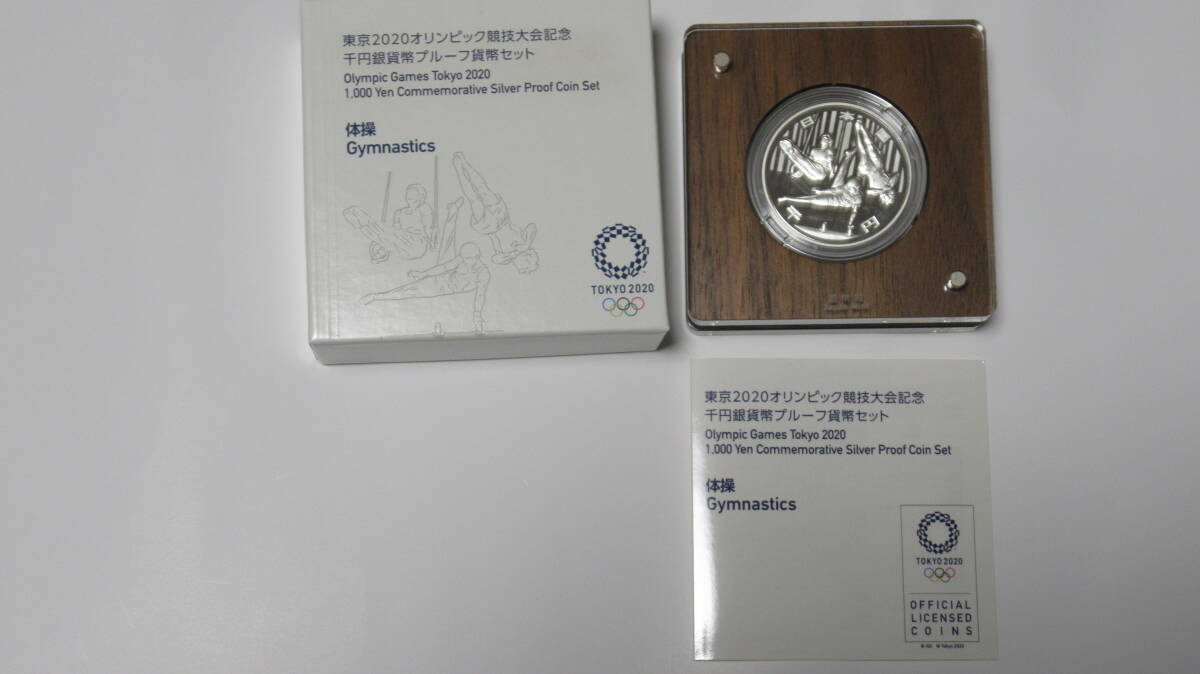 東京2020オリンピック競技大会記念
千円銀貨幣プルーフ貨幣セット
Olympic Games Tokyo 2020
1,000 Yen Commemorative Silver Proof Coin Set
体操
Gymnastics
TOKYO 2020
日本国
千円
東京2020オリンピック競技大会記念
千円銀貨幣プルーフ貨幣セット
Olympic Games Tokyo 2020
1,000 Yen Commemorative Silver Proof Coin Set
体操
Gymnastics
TOKYO 2020
OFFICIAL
LICENSED
COINS